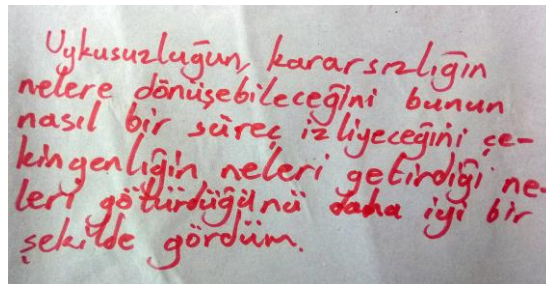 Uykusuzluğun, kararsızlığın
nelere dönüşebileceğini bunun
nasıl bir süreç izliyeceğini çe-
kingenliğin neleri getirdiği ne-
leri götürdüğünü daha iyi bir
şekilde gördüm.